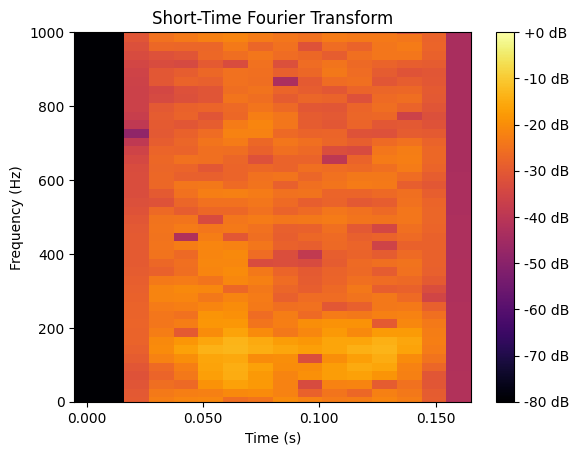 Short-Time Fourier Transform
1000
800
600
400
200
0
Frequency (Hz)
0.000 0.050 0.100 0.150
Time (s)
+0 dB
-10 dB
-20 dB
-30 dB
-40 dB
-50 dB
-60 dB
-70 dB
-80 dB